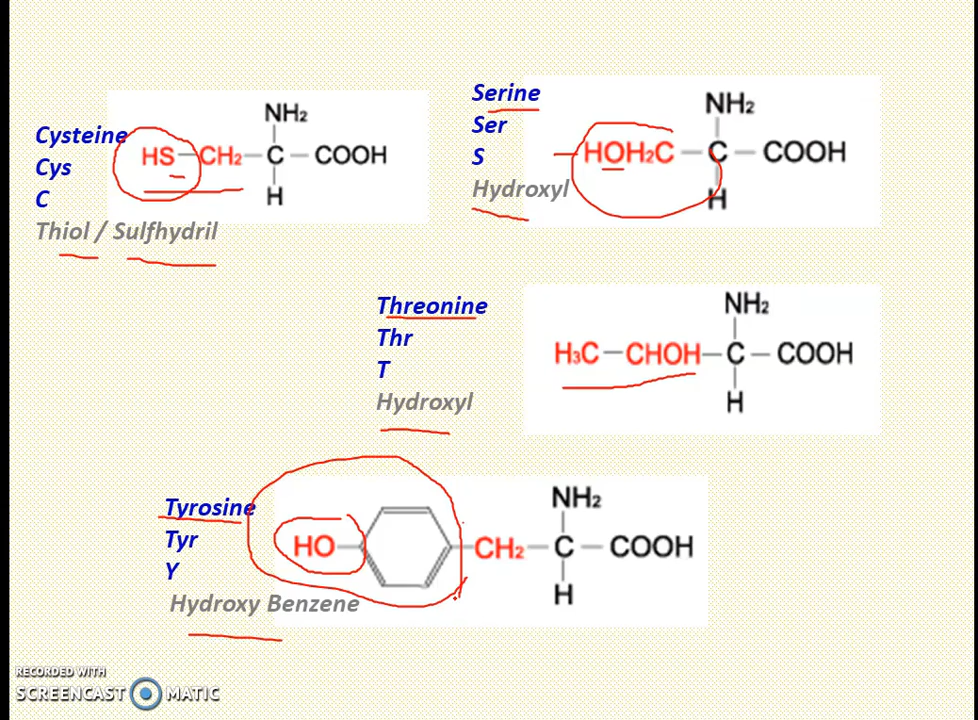 Cysteine
Cys
C
Thiol / Sulfhydril
NH₂
HS – CH₂ – C – COOH
H
Serine
Ser
S
Hydroxyl
NH₂
HOH₂C – C – COOH
H
Threonine
Thr
T
Hydroxyl
NH₂
H₃C – CHOH – C – COOH
H
Tyrosine
Tyr
Y
Hydroxy Benzene
NH₂
HO CH₂ – C – COOH
H
RECORDED WITH
SCREENCAST MATIC